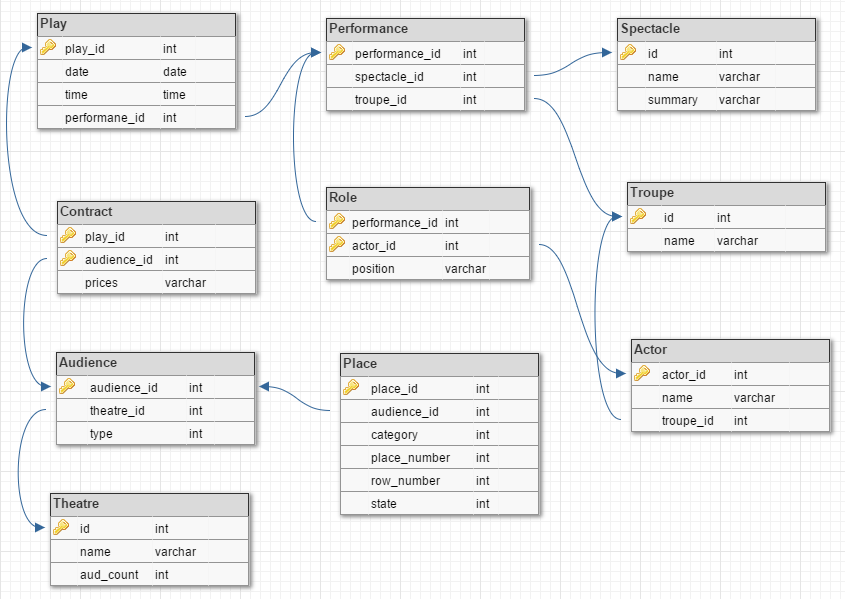 Play
play_id int
date date
time time
performane_id int
Performance
performance_id int
spectacle_id int
troupe_id int
Spectacle
id int
name varchar
summary varchar
Contract
play_id int
audience_id int
prices varchar
Role
performance_id int
actor_id int
position varchar
Troupe
id int
name varchar
Audience
audience_id int
theatre_id int
type int
Place
place_id int
audience_id int
category int
place_number int
row_number int
state int
Actor
actor_id int
name varchar
troupe_id int
Theatre
id int
name varchar
aud_count int